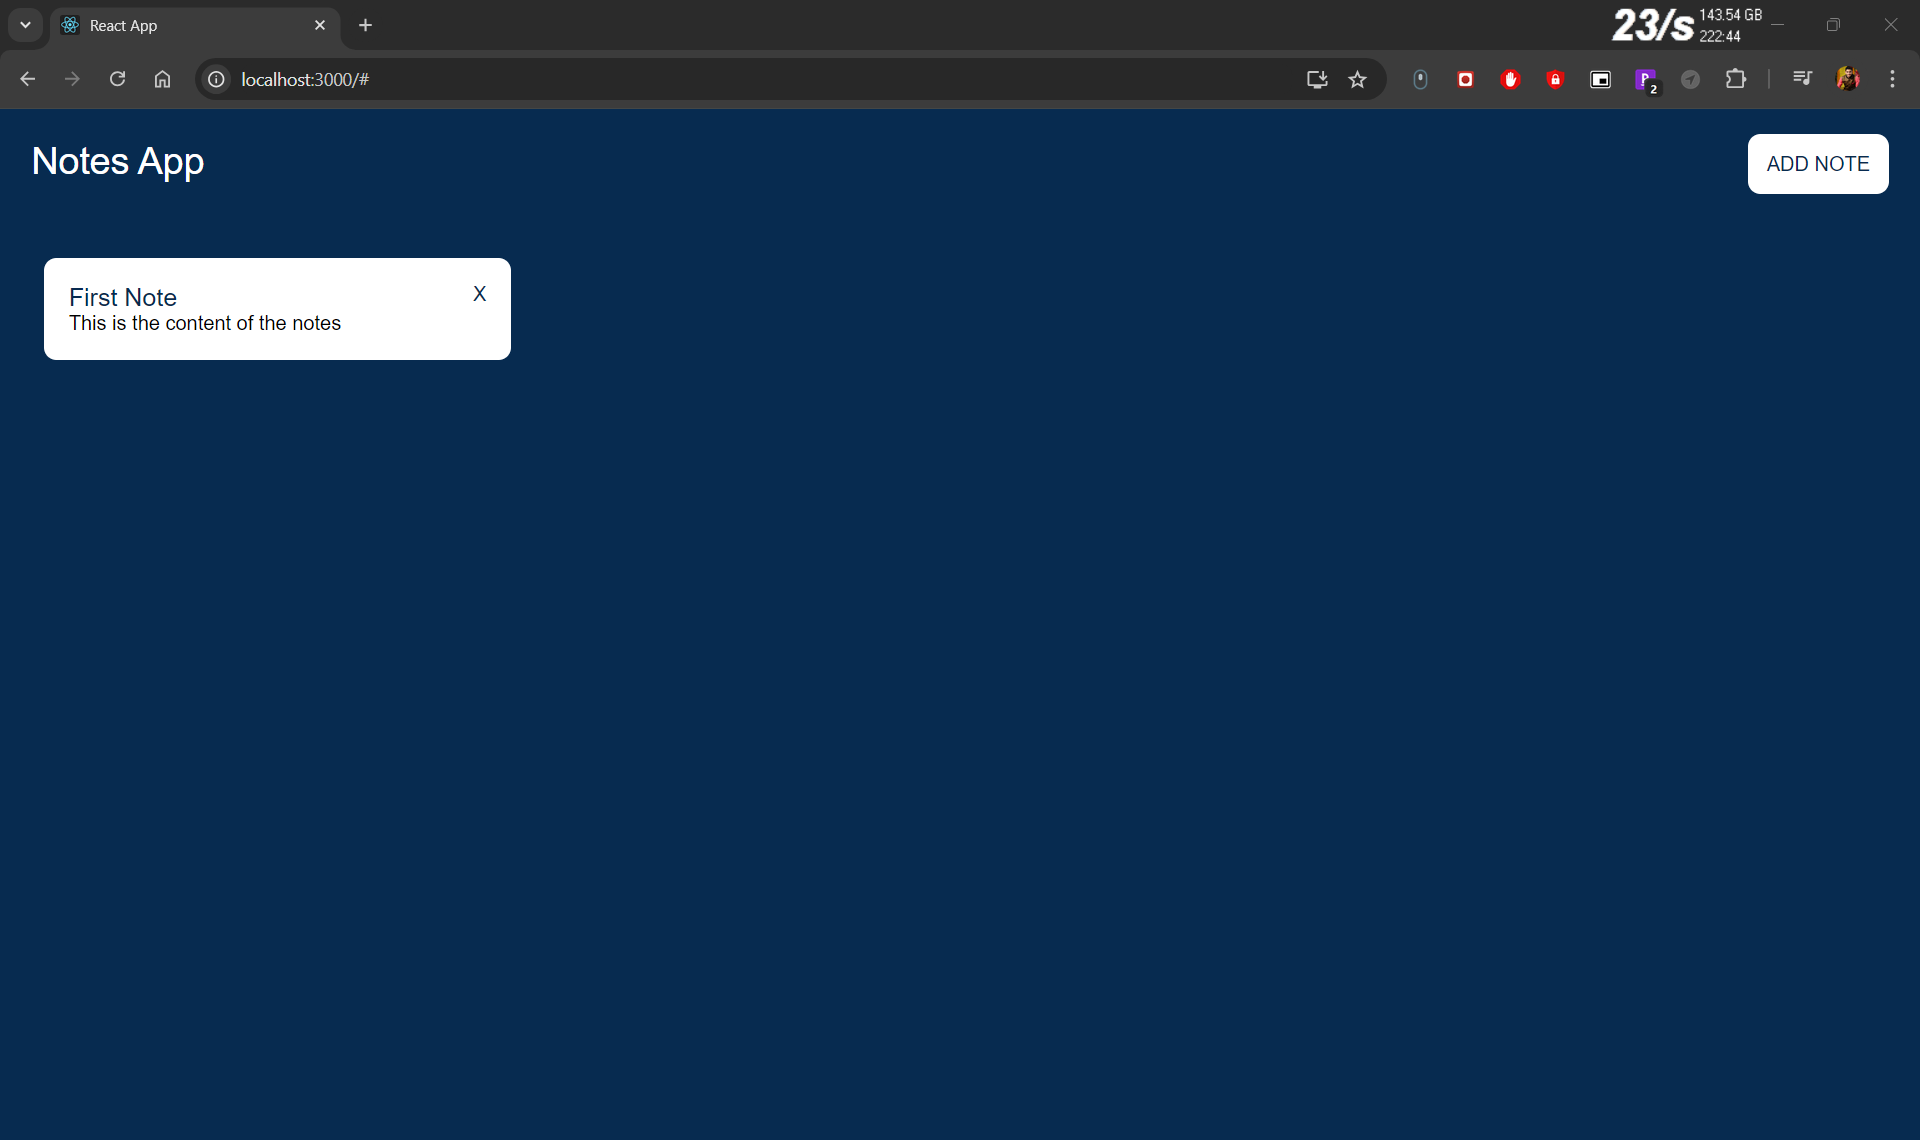 React App
23/s
143.54 GB
222:44
localhost:3000/#
2
Notes App
ADD NOTE
First Note
X
This is the content of the notes